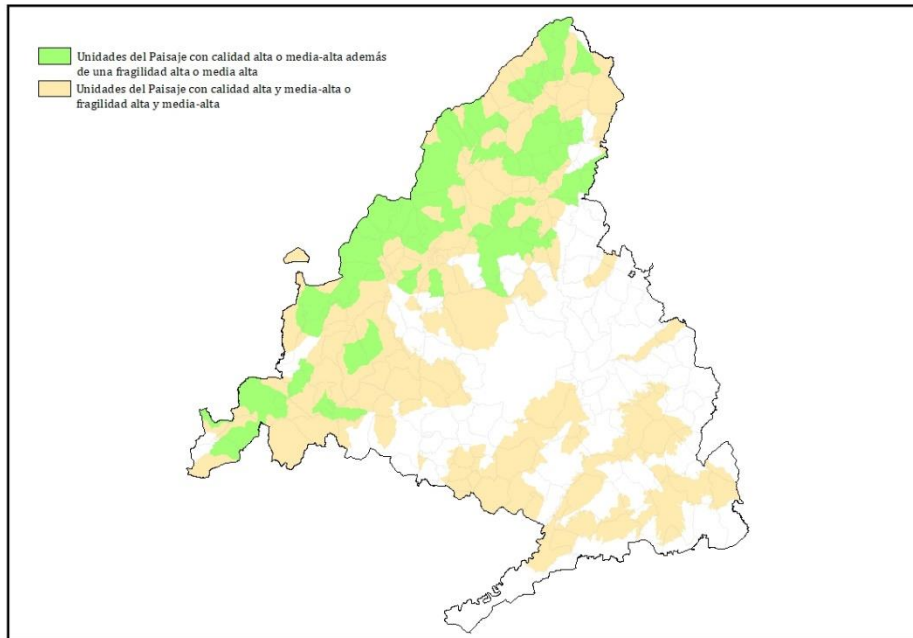 Unidades del Paisaje con calidad alta o media-alta además
de una fragilidad alta o media alta
Unidades del Paisaje con calidad alta y media-alta o
fragilidad alta y media-alta